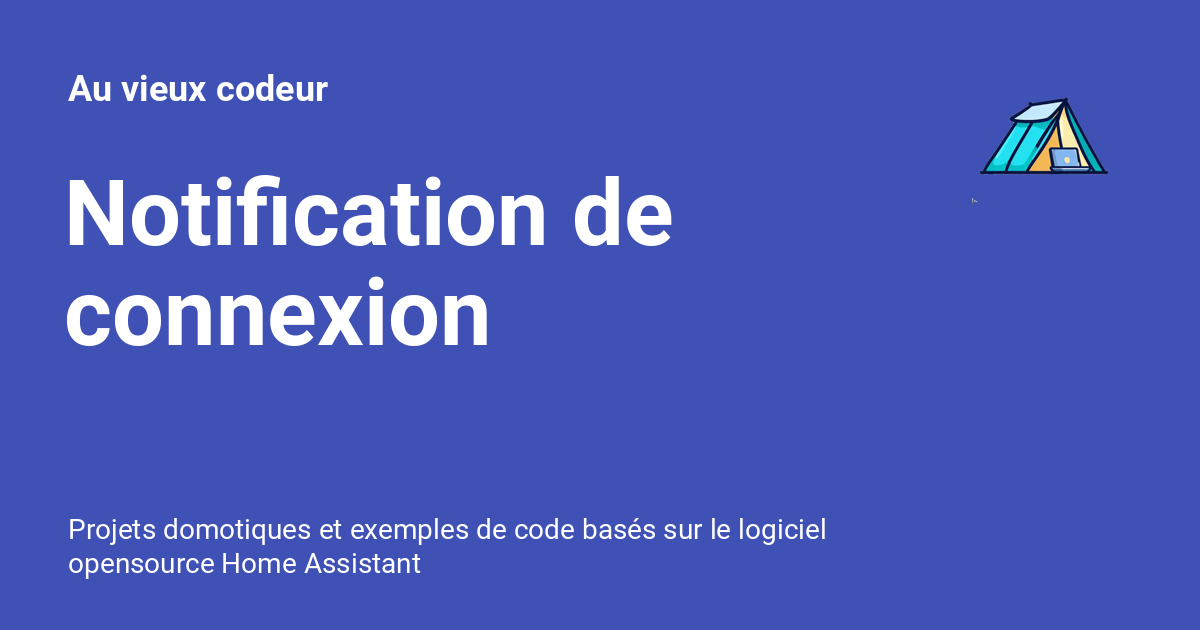 Au vieux codeur
Notification de
connexion
Projets domotiques et exemples de code basés sur le logiciel
opensource Home Assistant